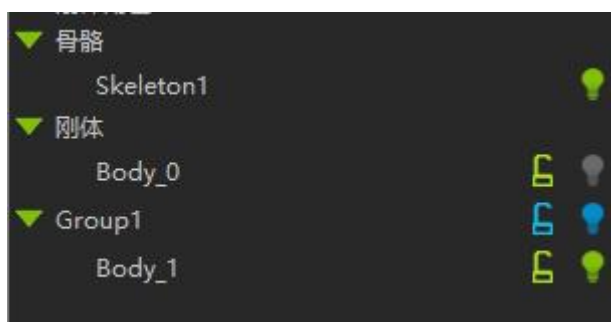 骨骼
Skeleton1
刚体
Body_0
Group1
Body_1